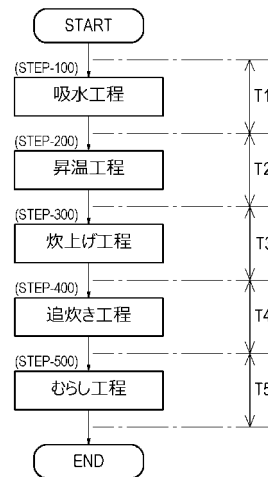 START
(STEP-100)
吸水工程
T1
(STEP-200)
昇温工程
T2
(STEP-300)
炊上げ工程
T3
(STEP-400)
追炊き工程
T4
(STEP-500)
むらし工程
T5
END